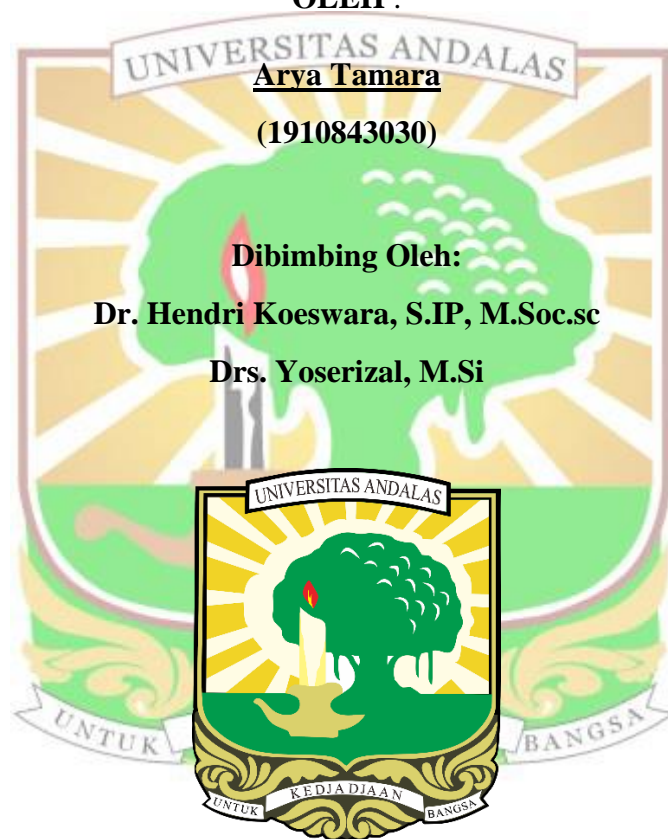 OLEH :
UNIVERSITAS ANDALAS
Arya Tamara
(1910843030)
Dibimbing Oleh:
Dr. Hendri Koeswara, S.IP, M.Soc.sc
Drs. Yoserizal, M.Si
UNIVERSITAS ANDALAS
UNTUK BANGSA
UNTUK KEDJADJAAN BANGSA